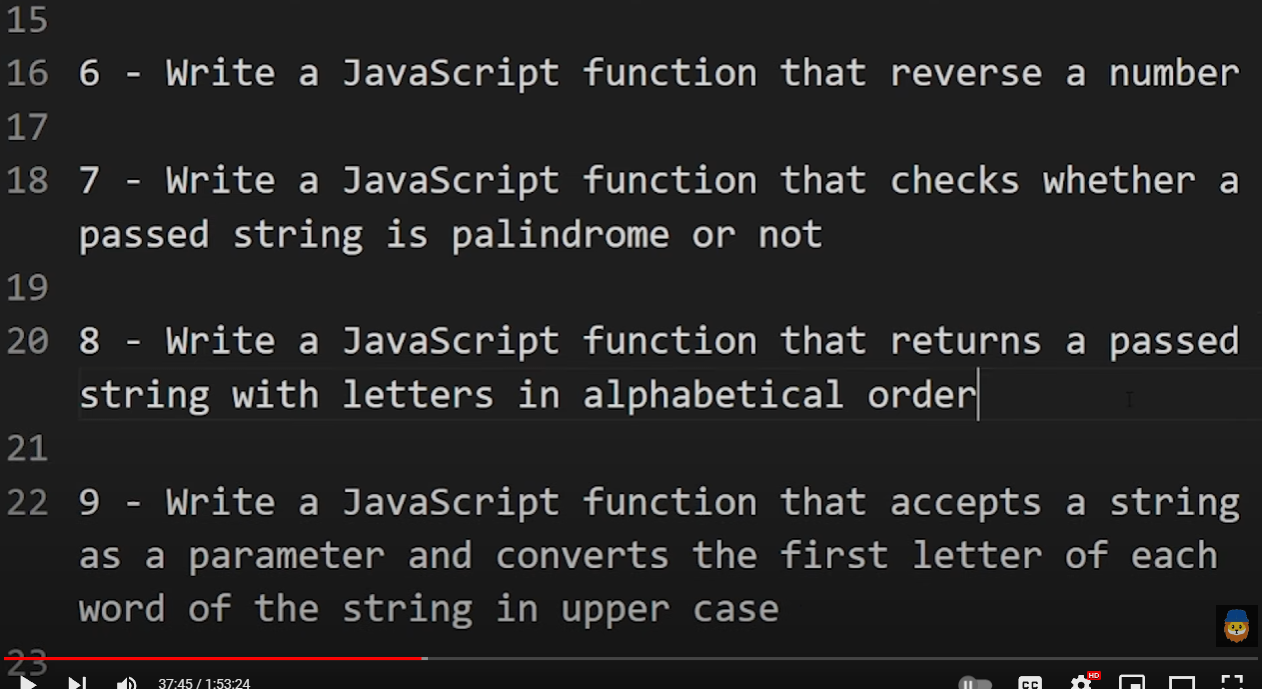 15
16 6 - Write a JavaScript function that reverse a number
17
18 7 - Write a JavaScript function that checks whether a
passed string is palindrome or not
19
20 8 - Write a JavaScript function that returns a passed
string with letters in alphabetical order
21
22 9 - Write a JavaScript function that accepts a string
as a parameter and converts the first letter of each
word of the string in upper case
23
37:45 / 1:53:24 CC HD